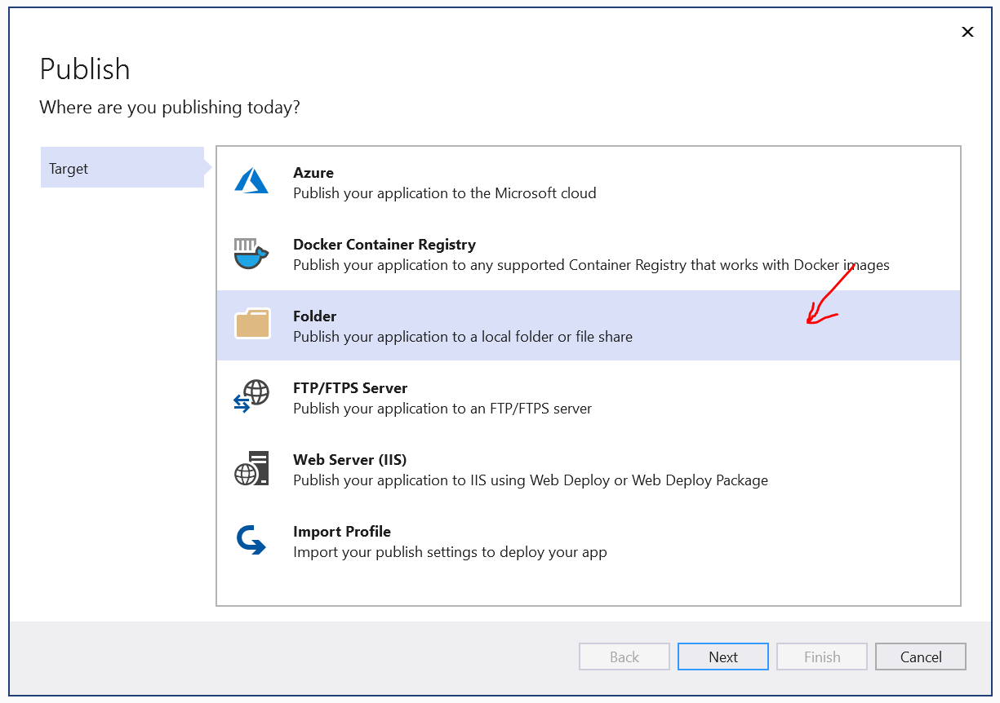 Publish
Where are you publishing today?
Target
Azure
Publish your application to the Microsoft cloud
Docker Container Registry
Publish your application to any supported Container Registry that works with Docker images
Folder
Publish your application to a local folder or file share
FTP/FTPS Server
Publish your application to an FTP/FTPS server
Web Server (IIS)
Publish your application to IIS using Web Deploy or Web Deploy Package
Import Profile
Import your publish settings to deploy your app
Back
Next
Finish
Cancel